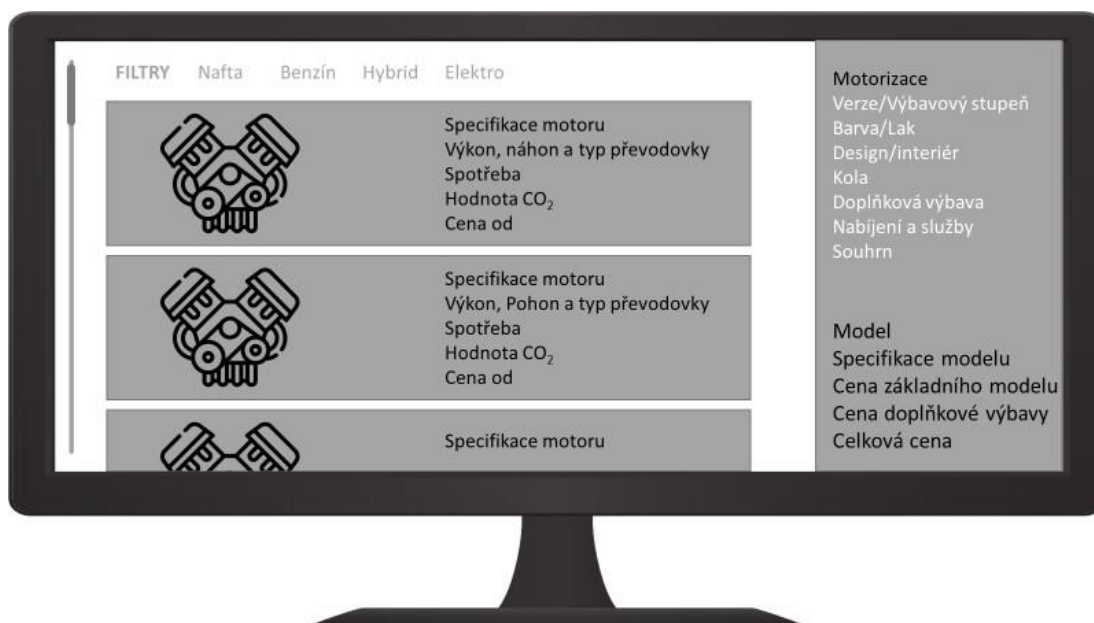 FILTRY Nafta Benzín Hybrid Elektro
Specifikace motoru
Výkon, náhon a typ převodovky
Spotřeba
Hodnota CO₂
Cena od
Specifikace motoru
Výkon, Pohon a typ převodovky
Spotřeba
Hodnota CO₂
Cena od
Specifikace motoru
Motorizace
Verze/Výbavový stupeň
Barva/Lak
Design/interiér
Kola
Doplňková výbava
Nabíjení a služby
Souhrn
Model
Specifikace modelu
Cena základního modelu
Cena doplňkové výbavy
Celková cena